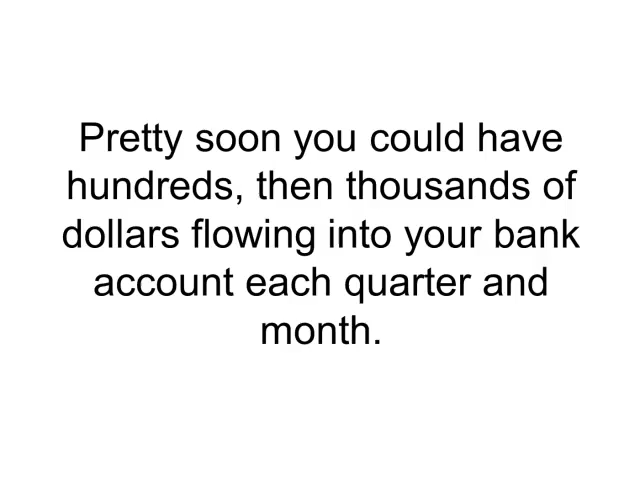 Pretty soon you could have
hundreds, then thousands of
dollars flowing into your bank
account each quarter and
month.